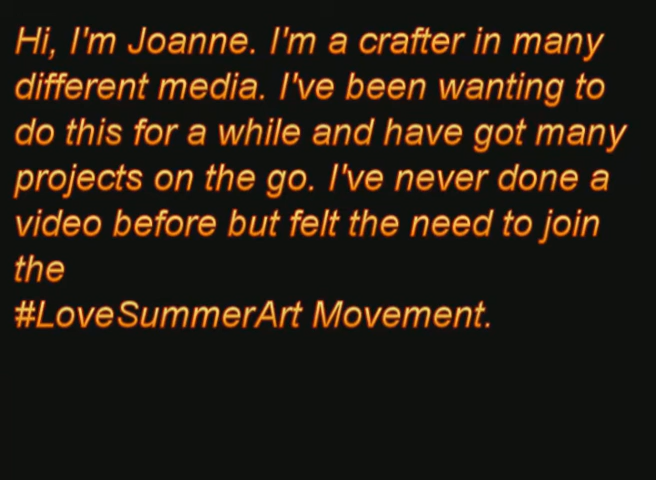 Hi, I'm Joanne. I'm a crafter in many
different media. I've been wanting to
do this for a while and have got many
projects on the go. I've never done a
video before but felt the need to join
the
#LoveSummerArt Movement.